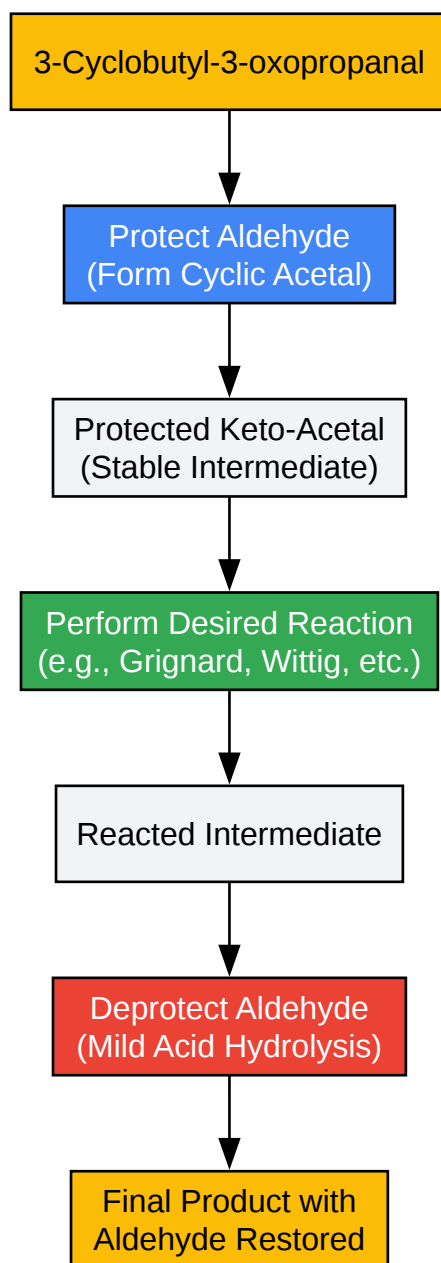 3-Cyclobutyl-3-oxopropanal
Protect Aldehyde
(Form Cyclic Acetal)
Protected Keto-Acetal
(Stable Intermediate)
Perform Desired Reaction
(e.g., Grignard, Wittig, etc.)
Reacted Intermediate
Deprotect Aldehyde
(Mild Acid Hydrolysis)
Final Product with
Aldehyde Restored